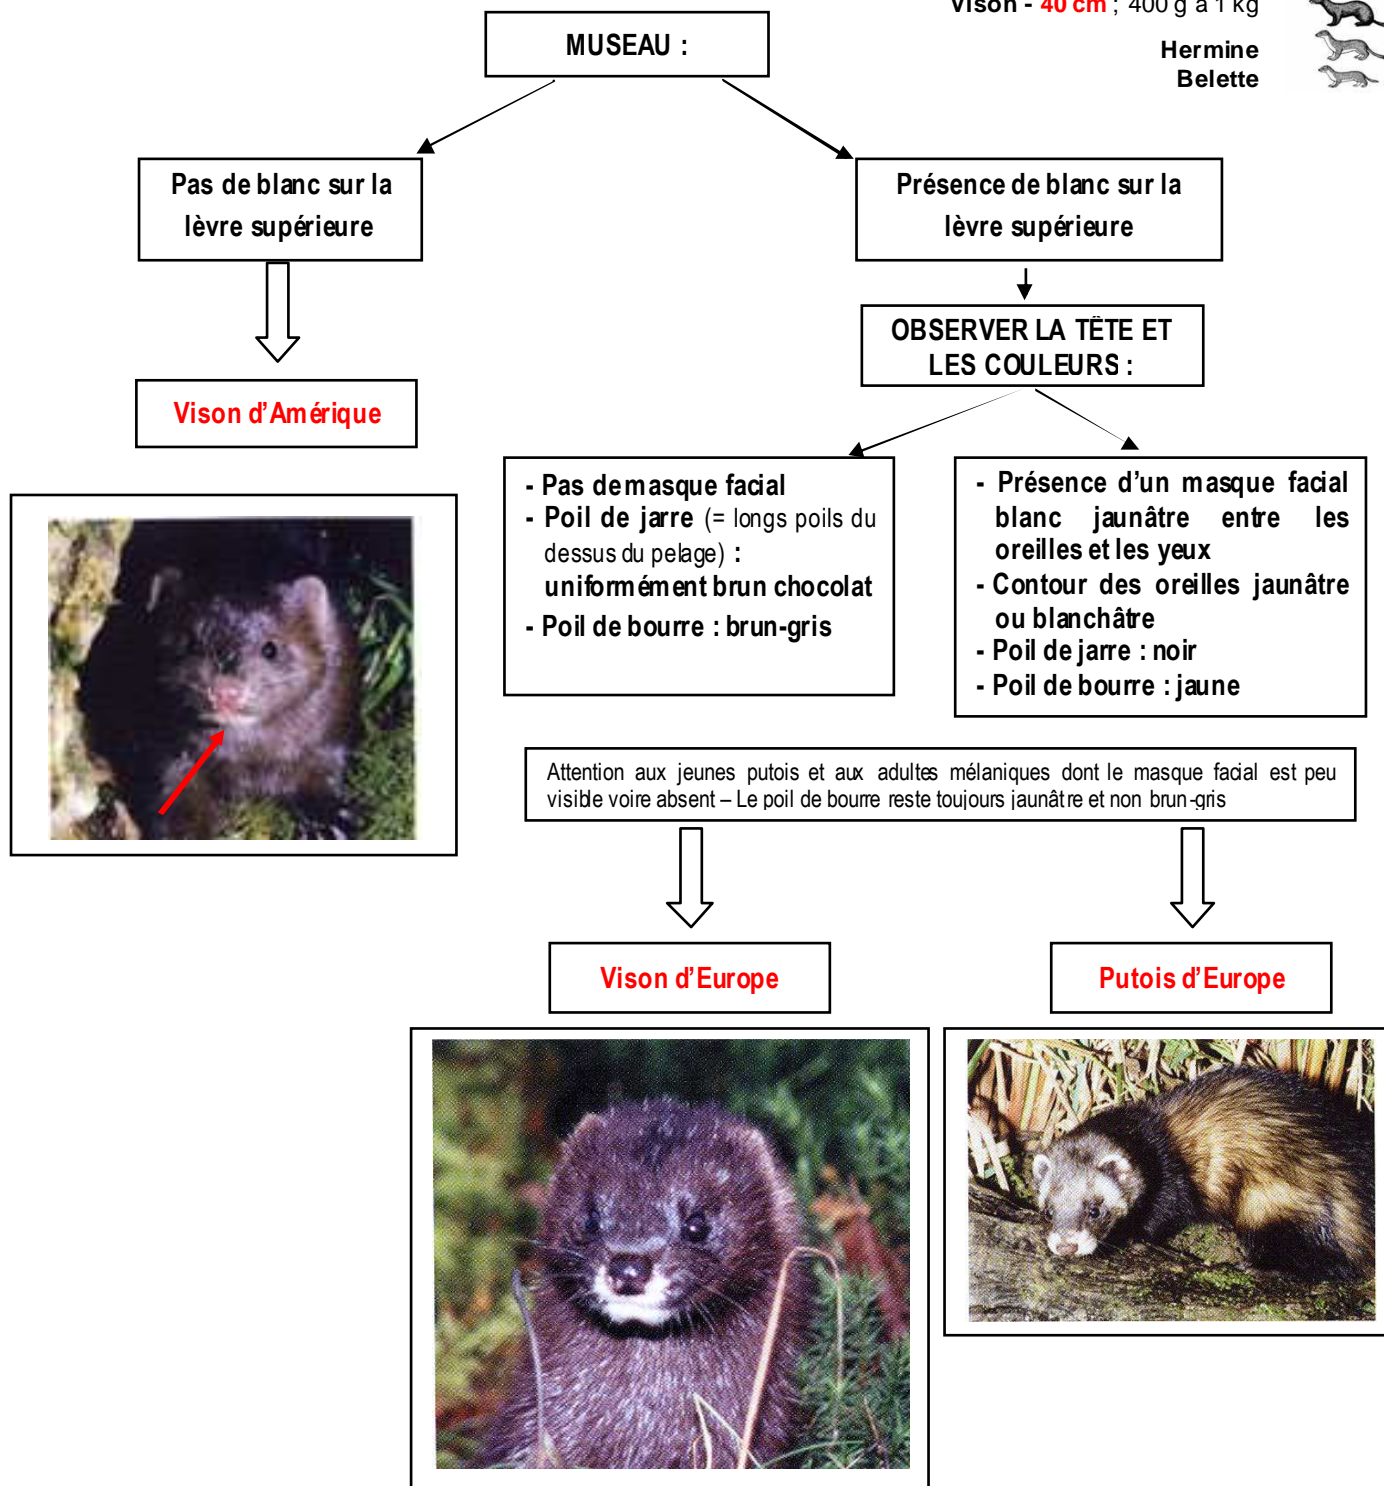 Vison - 40 cm ; 400 g à 1 kg
Hermine
Belette
MUSEAU :
Pas de blanc sur la
lèvre supérieure
Présence de blanc sur la
lèvre supérieure
OBSERVER LA TÊTE ET
LES COULEURS :
Vison d'Amérique
- Pas de masque facial
- Poil de jarre (= longs poils du
dessus du pelage) :
uniformément brun chocolat
- Poil de bourre : brun-gris
- Présence d'un masque facial
blanc jaunâtre entre les
oreilles et les yeux
- Contour des oreilles jaunâtre
ou blanchâtre
- Poil de jarre : noir
- Poil de bourre : jaune
Attention aux jeunes putois et aux adultes mélaniques dont le masque facial est peu
visible voire absent – Le poil de bourre reste toujours jaunâtre et non brun-gris
Vison d'Europe
Putois d'Europe